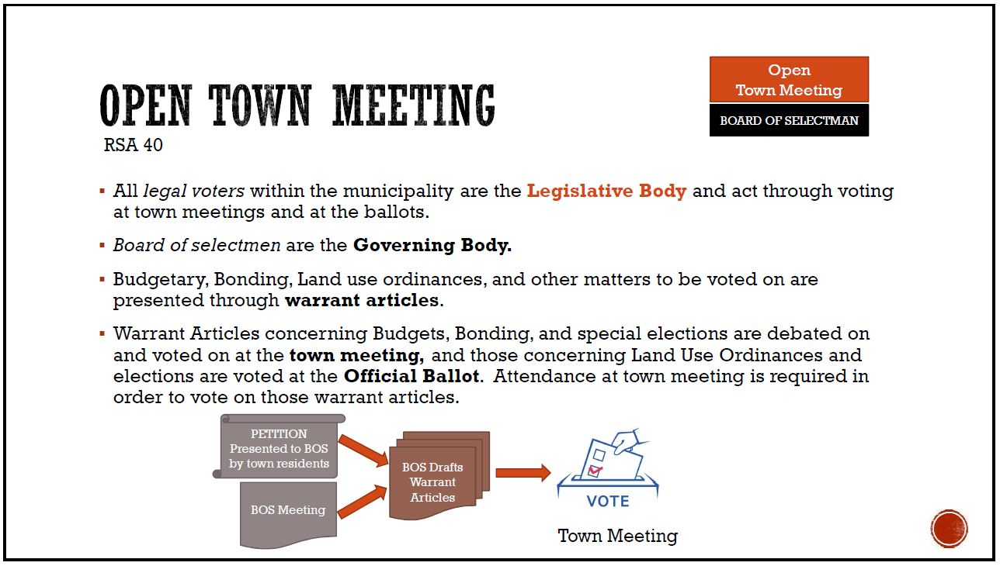 OPEN TOWN MEETING
RSA 40
Open
Town Meeting
BOARD OF SELECTMAN
▪ All legal voters within the municipality are the Legislative Body and act through voting
at town meetings and at the ballots.
▪ Board of selectmen are the Governing Body.
▪ Budgetary, Bonding, Land use ordinances, and other matters to be voted on are
presented through warrant articles.
▪ Warrant Articles concerning Budgets, Bonding, and special elections are debated on
and voted on at the town meeting, and those concerning Land Use Ordinances and
elections are voted at the Official Ballot. Attendance at town meeting is required in
order to vote on those warrant articles.
PETITION
Presented to BOS
by town residents
BOS Meeting
BOS Drafts
Warrant
Articles
VOTE
Town Meeting